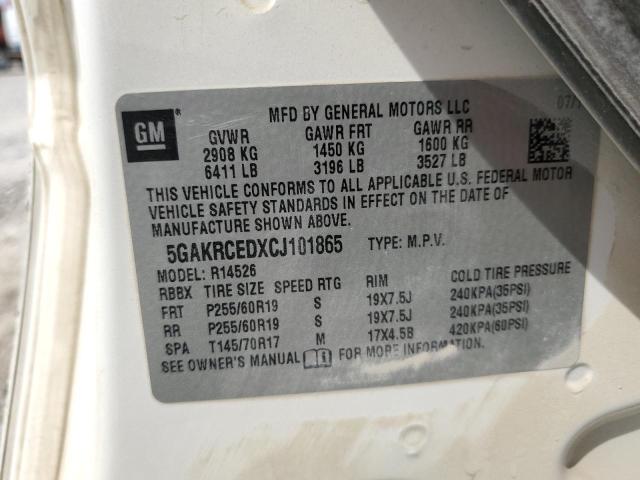 MFD BY GENERAL MOTORS LLC 07/
GM ®
GVWR GAWR FRT GAWR RR
2908 KG 1450 KG 1600 KG
6411 LB 3196 LB 3527 LB
THIS VEHICLE CONFORMS TO ALL APPLICABLE U.S. FEDERAL MOTOR
VEHICLE SAFETY STANDARDS IN EFFECT ON THE DATE OF
MANUFACTURE SHOWN ABOVE.
5GAKRCEDXCJ101865 TYPE: M.P.V.
MODEL: R14526
RBBX TIRE SIZE SPEED RTG RIM COLD TIRE PRESSURE
FRT P255/60R19 S 19X7.5J 240KPA(35PSI)
RR P255/60R19 S 19X7.5J 240KPA(35PSI)
SPA T145/70R17 M 17X4.5B 420KPA(60PSI)
SEE OWNER'S MANUAL FOR MORE INFORMATION.